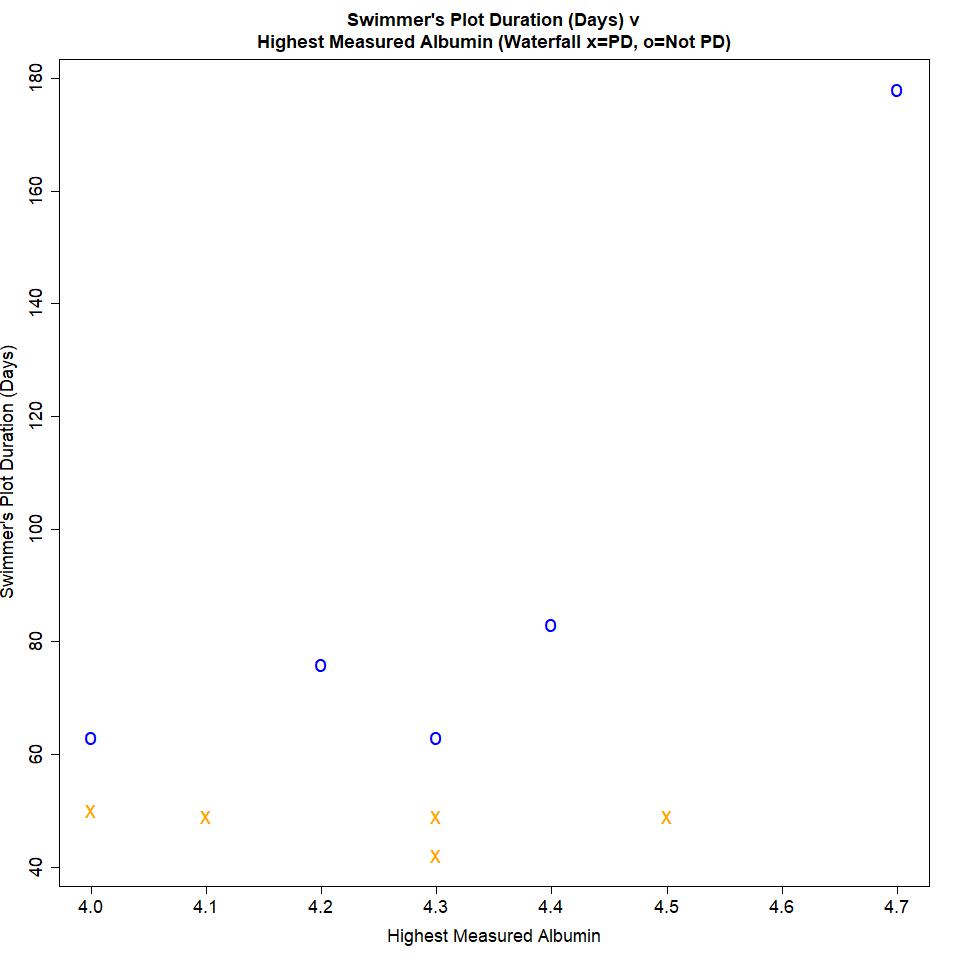 Swimmer's Plot Duration (Days) v
Highest Measured Albumin (Waterfall x=PD, o=Not PD)
Swimmer's Plot Duration (Days)
180
160
140
120
100
80
60
40
o
o
o
o
o
x
x
x
x
x
4.0 4.1 4.2 4.3 4.4 4.5 4.6 4.7
Highest Measured Albumin